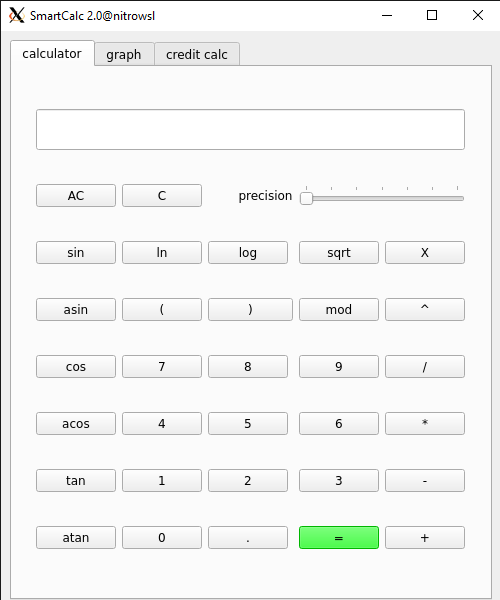 SmartCalc 2.0@nitrowsl
calculator graph credit calc
AC C precision
sin ln log sqrt X
asin ( ) mod ^
cos 7 8 9 /
acos 4 5 6 *
tan 1 2 3 -
atan 0 . = +